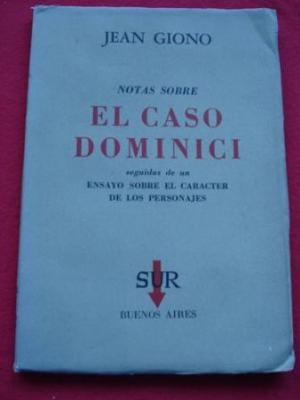 JEAN GIONO
NOTAS SOBRE
EL CASO
DOMINICI
seguidas de un
ENSAYO SOBRE EL CARACTER
DE LOS PERSONAJES
SUR
BUENOS AIRES